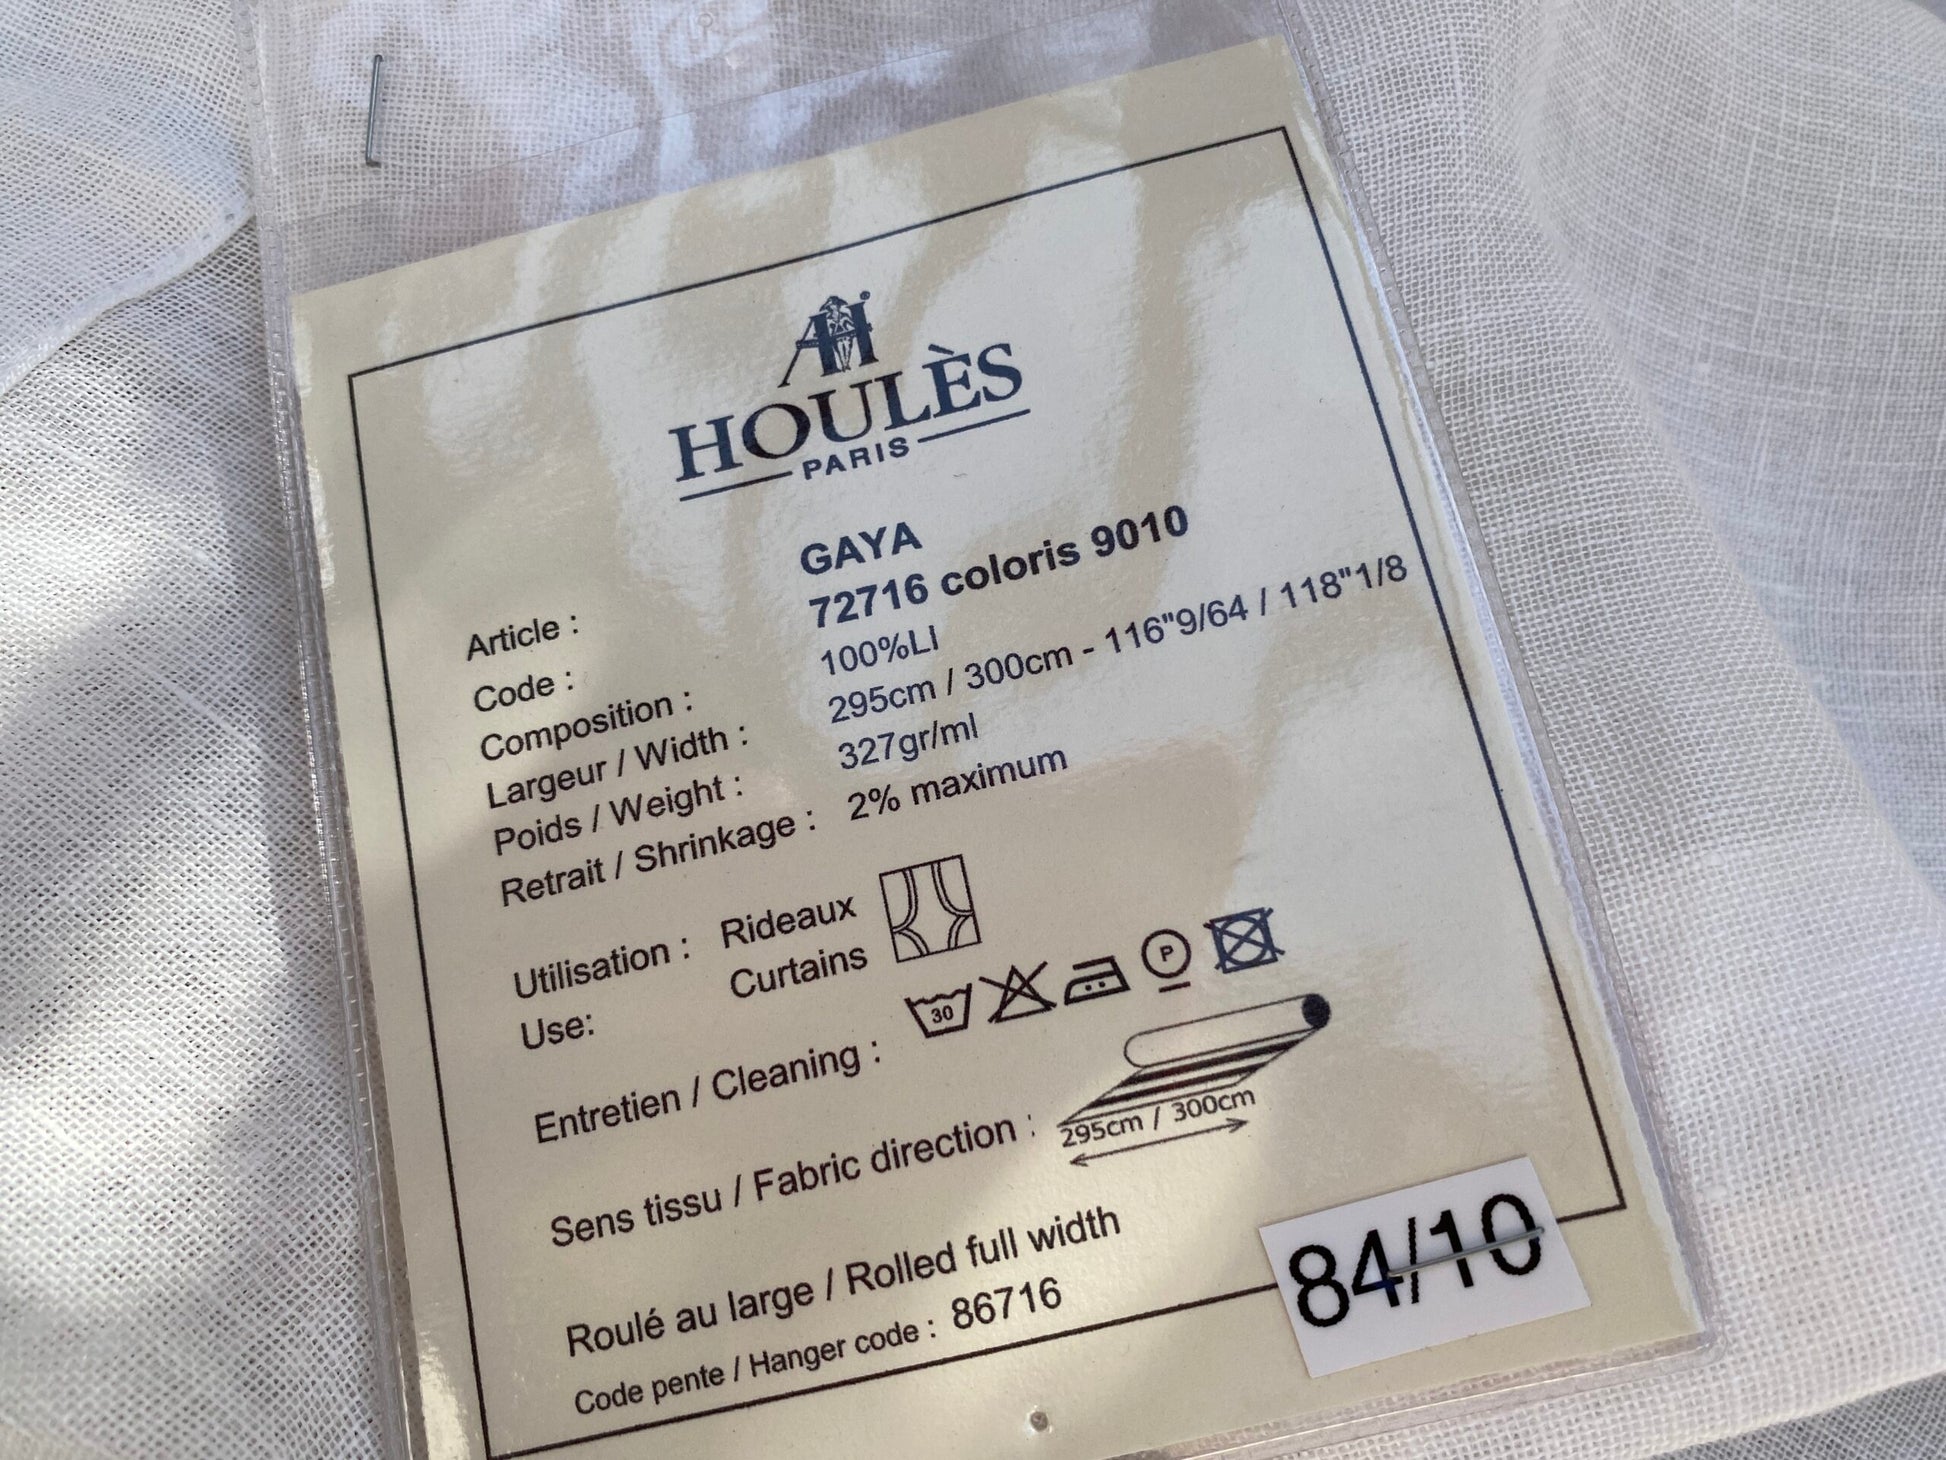 AH
HOULÈS
PARIS
Article : GAYA
Code : 72716 coloris 9010
Composition : 100%LI
Largeur / Width : 295cm / 300cm - 116"9/64 / 118"1/8
Poids / Weight : 327gr/ml
Retrait / Shrinkage : 2% maximum
Utilisation : Rideaux
Use: Curtains
Entretien / Cleaning : 30 P
Sens tissu / Fabric direction :
295cm / 300cm
Roulé au large / Rolled full width
Code pente / Hanger code : 86716
84/10